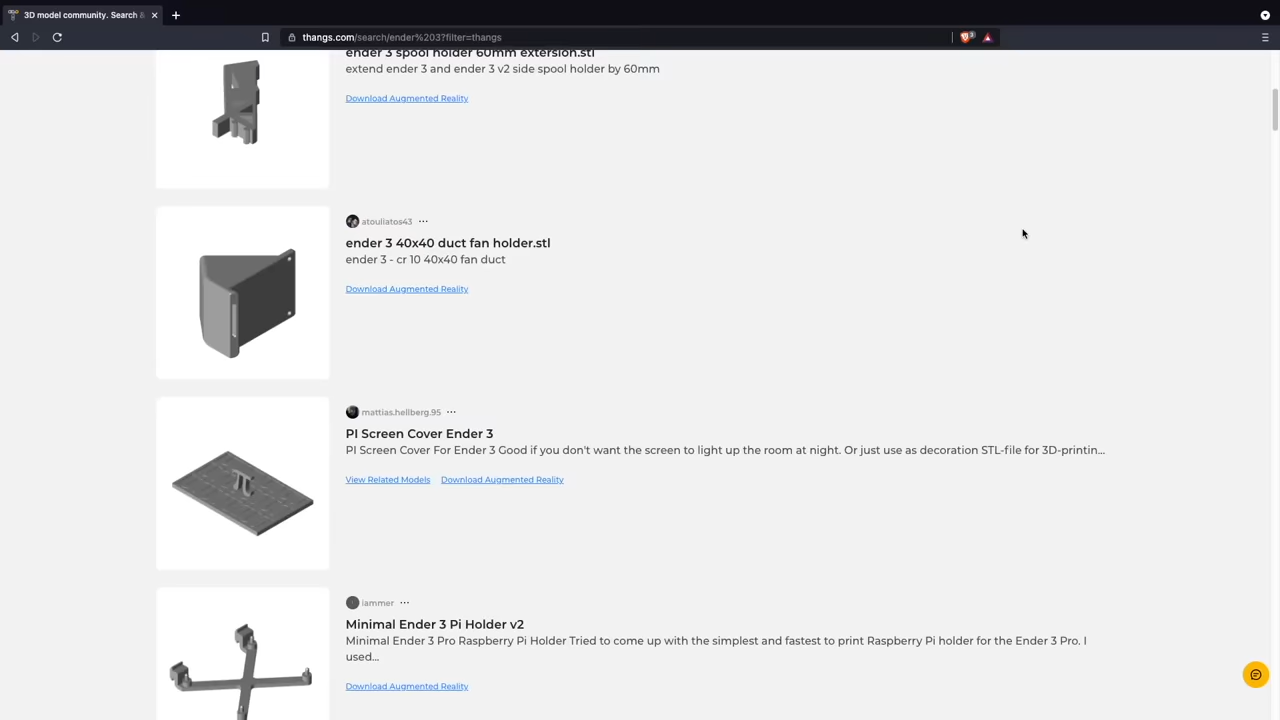 3D model community. Search &
thangs.com/search/ender%203?filter=thangs
ender 3 spool holder 60mm extersion.stl
extend ender 3 and ender 3 v2 side spool holder by 60mm
Download Augmented Reality
atouliatos43 ...
ender 3 40x40 duct fan holder.stl
ender 3 - cr 10 40x40 fan duct
Download Augmented Reality
mattias.hellberg.95 ...
PI Screen Cover Ender 3
PI Screen Cover For Ender 3 Good if you don't want the screen to light up the room at night. Or just use as decoration STL-file for 3D-printin...
View Related Models Download Augmented Reality
iammer ...
Minimal Ender 3 Pi Holder v2
Minimal Ender 3 Pro Raspberry Pi Holder Tried to come up with the simplest and fastest to print Raspberry Pi holder for the Ender 3 Pro. I
used...
Download Augmented Reality